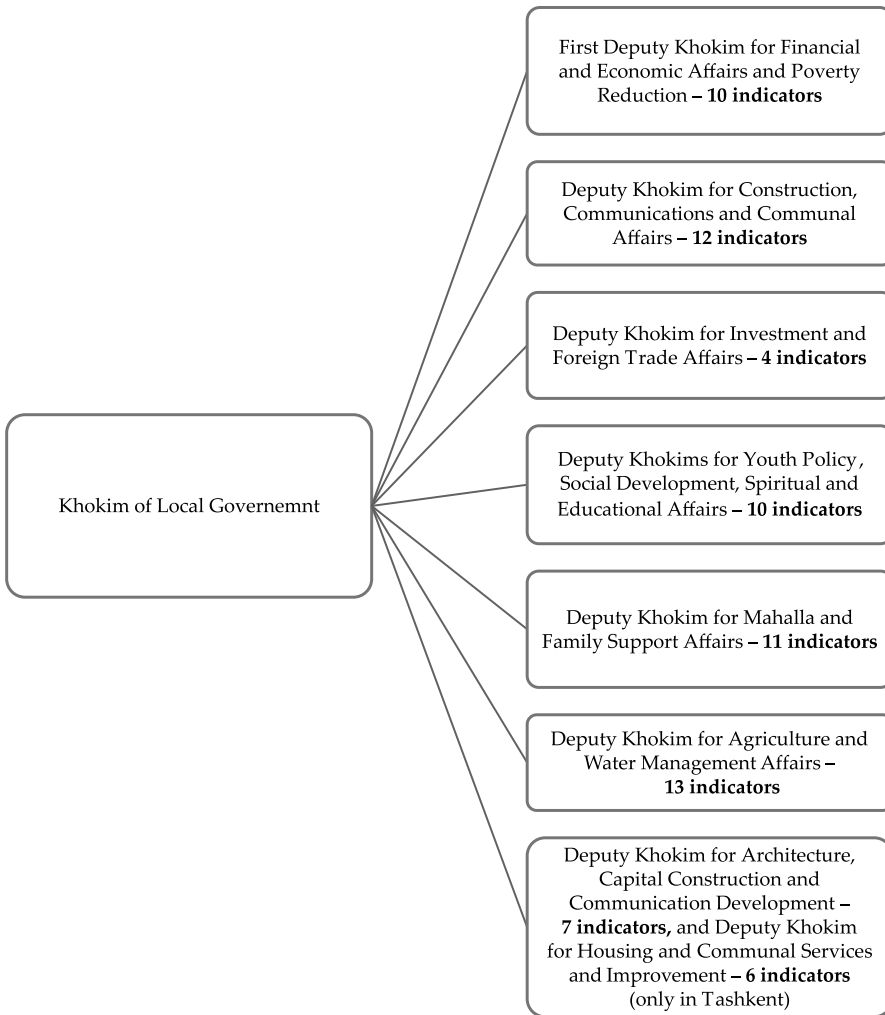 First Deputy Khokim for Financial
and Economic Affairs and Poverty
Reduction – 10 indicators
Deputy Khokim for Construction,
Communications and Communal
Affairs – 12 indicators
Deputy Khokim for Investment and
Foreign Trade Affairs – 4 indicators
Khokim of Local Governemnt
Deputy Khokims for Youth Policy,
Social Development, Spiritual and
Educational Affairs – 10 indicators
Deputy Khokim for Mahalla and
Family Support Affairs – 11 indicators
Deputy Khokim for Agriculture and
Water Management Affairs –
13 indicators
Deputy Khokim for Architecture,
Capital Construction and
Communication Development –
7 indicators, and Deputy Khokim
for Housing and Communal Services
and Improvement – 6 indicators
(only in Tashkent)